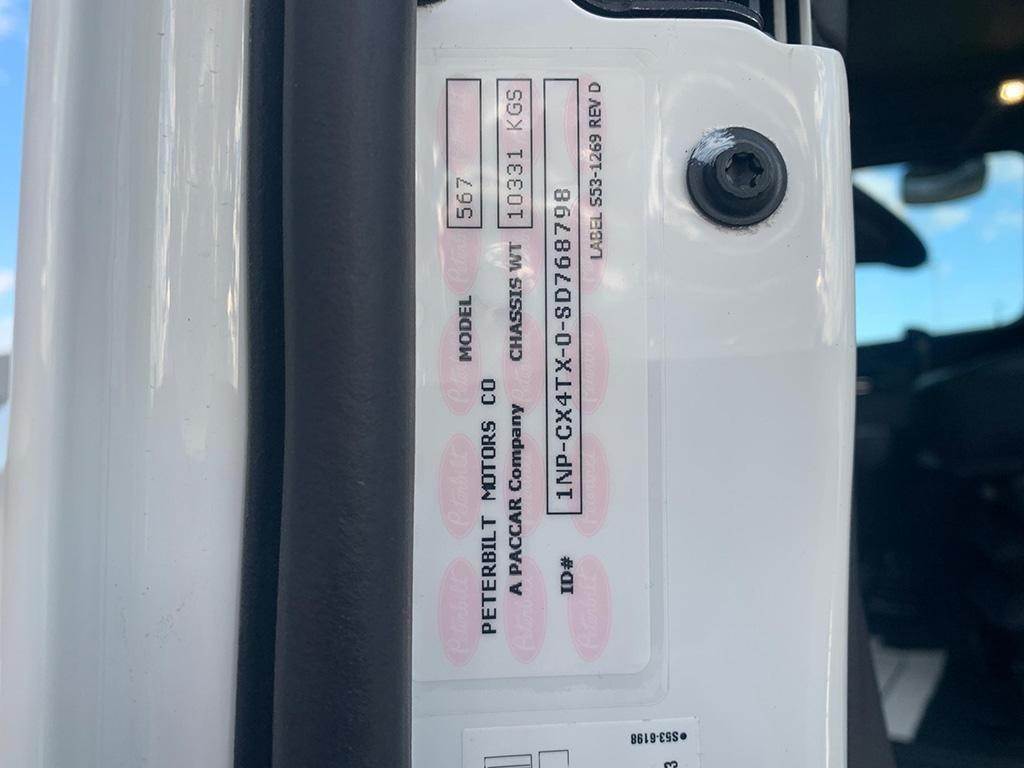 PETERBILT MOTORS CO MODEL 567
A PACCAR Company CHASSIS WT 10331 KGS
ID# 1NP-CX4TX-0-SD768798
LABEL S53-1269 REV D
Peterbilt
●S53-6198